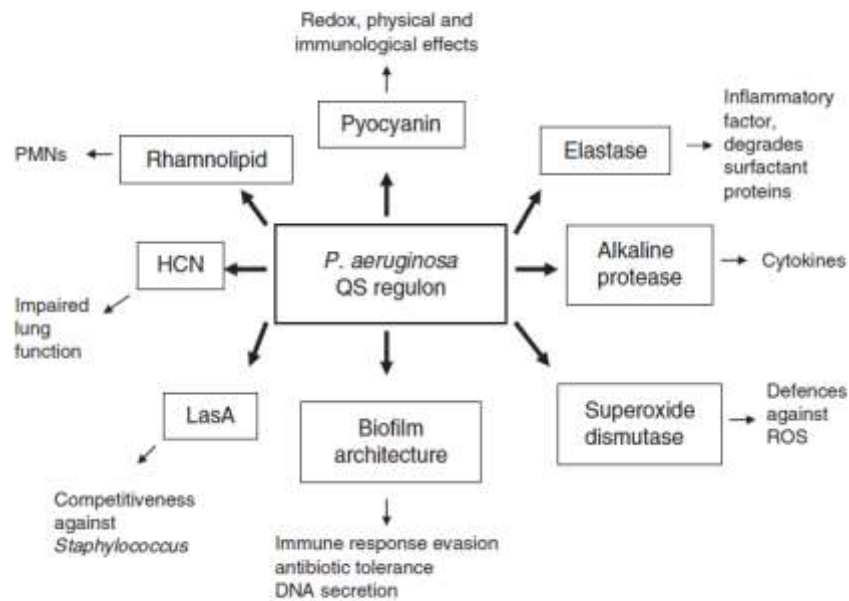 Redox, physical and
immunological effects
Pyocyanin
Inflammatory
factor,
degrades
surfactant
proteins
Elastase
PMNs
Rhamnolipid
P. aeruginosa
QS regulon
HCN
Alkaline
protease
Cytokines
Impaired
lung
function
LasA
Biofilm
architecture
Superoxide
dismutase
Defences
against
ROS
Competitiveness
against
Staphylococcus
Immune response evasion
antibiotic tolerance
DNA secretion